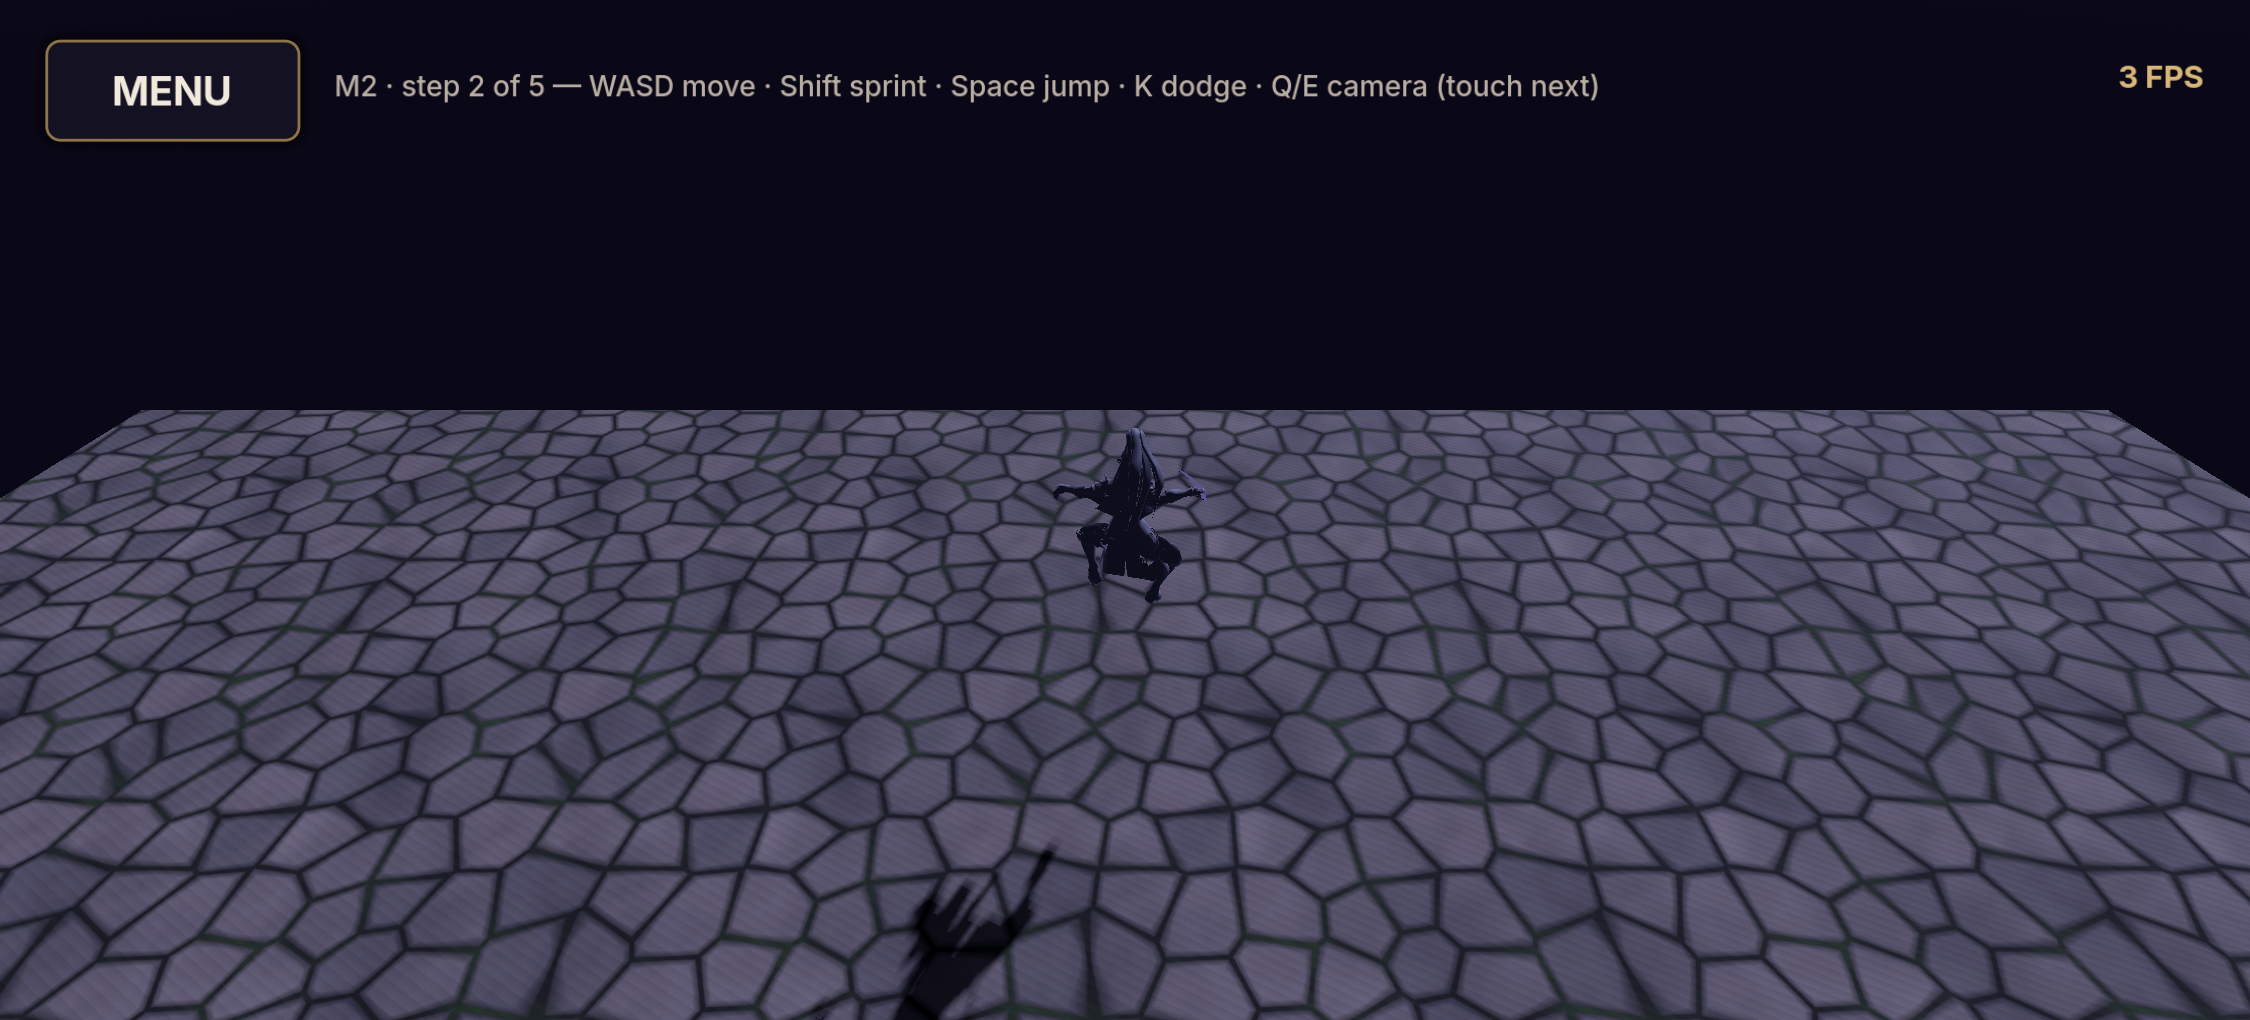 MENU
M2 · step 2 of 5 — WASD move · Shift sprint · Space jump · K dodge · Q/E camera (touch next)
3 FPS